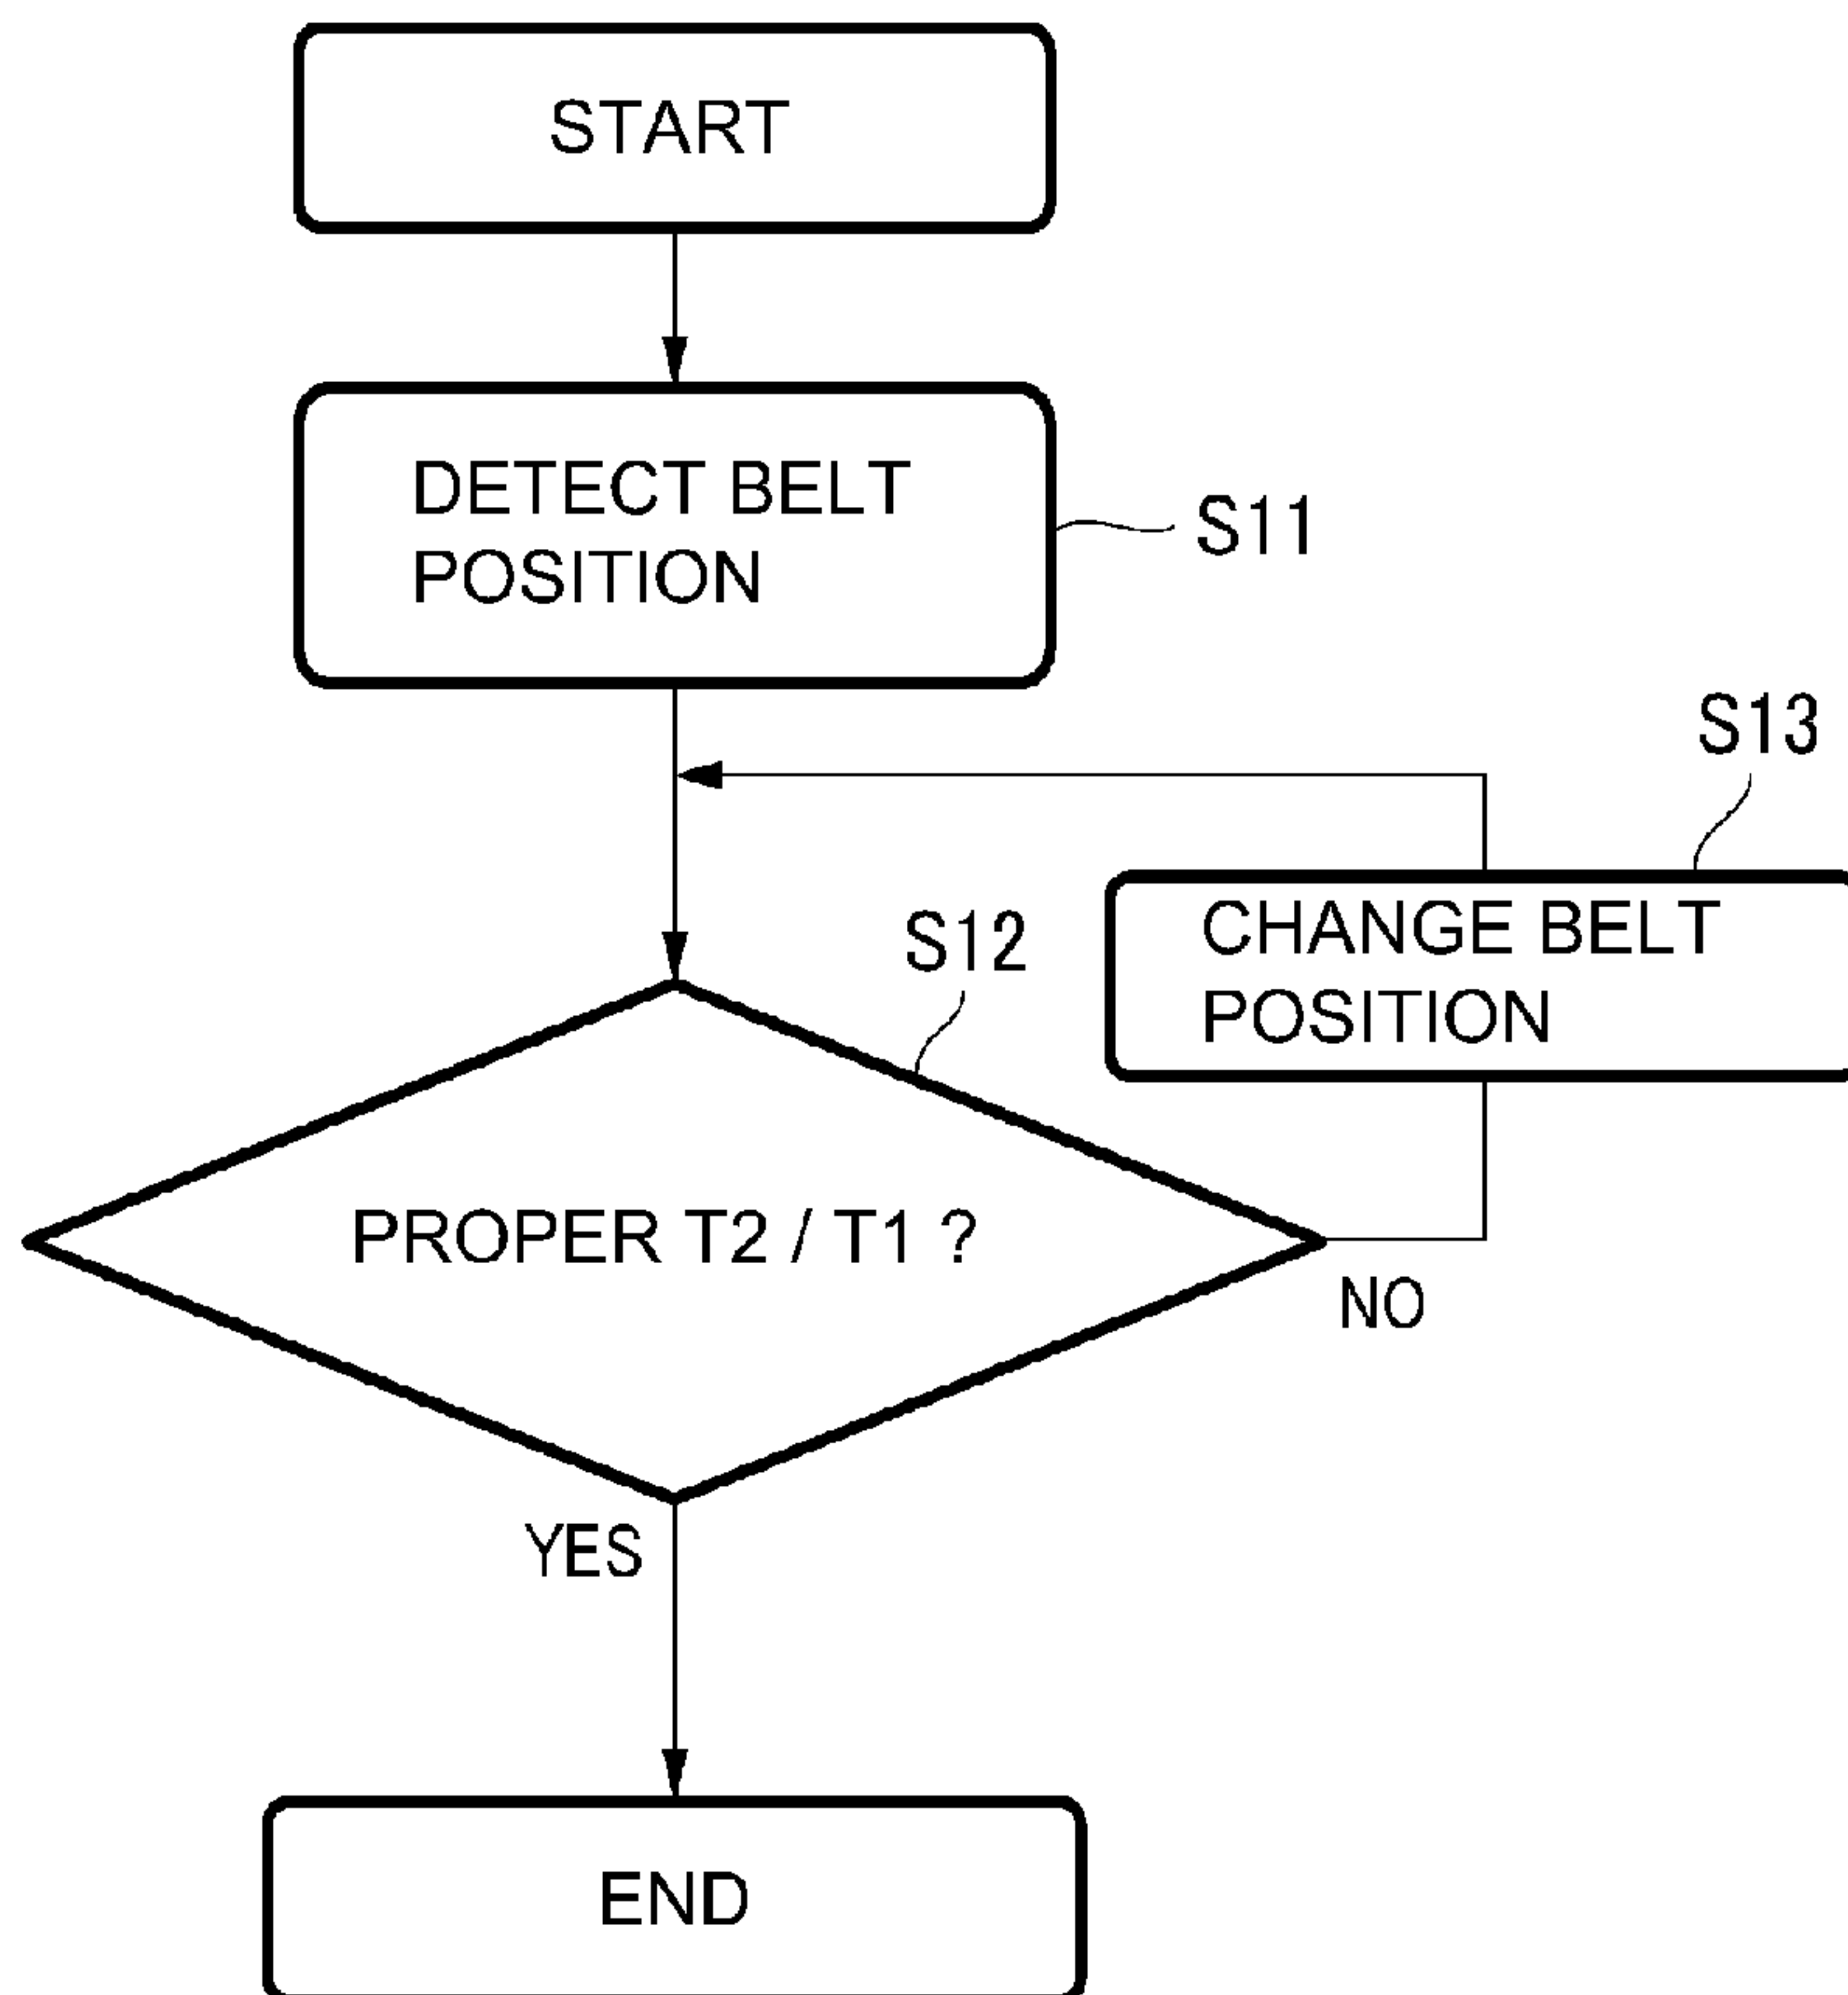 START
DETECT BELT
POSITION
S11
S13
CHANGE BELT
POSITION
S12
PROPER T2 / T1 ?
NO
YES
END